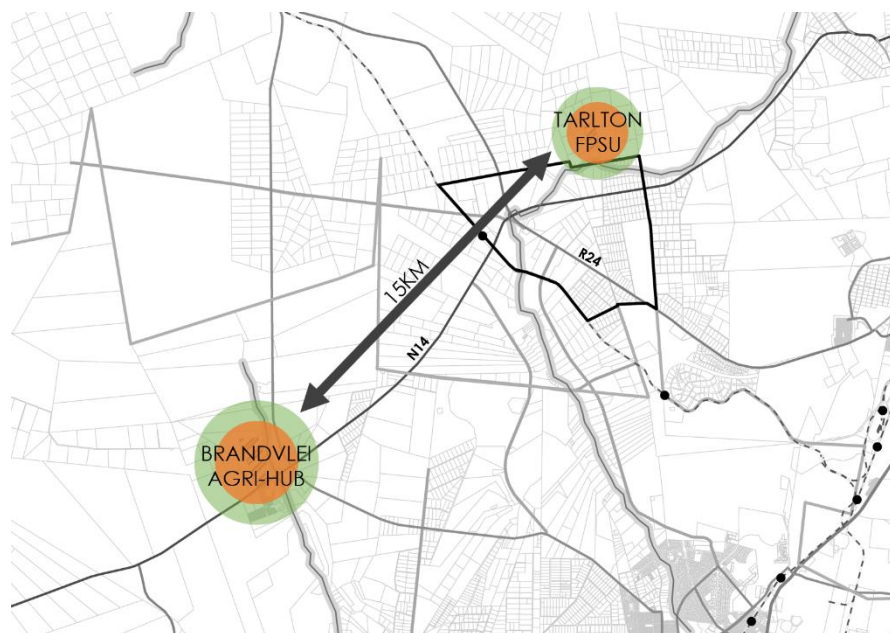 TARLTON
FPSU
R24
15KM
N14
BRANDVLEI
AGRI-HUB